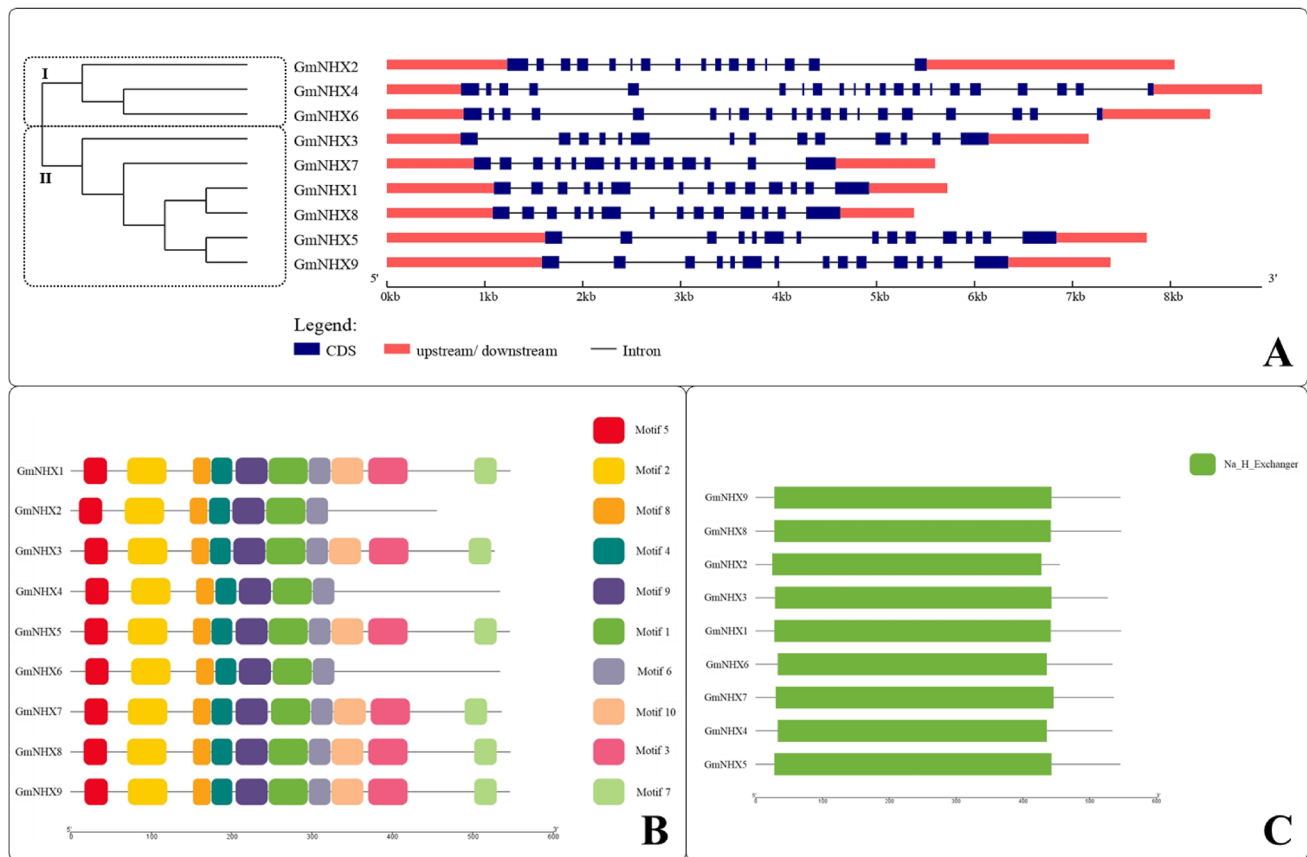 I
II
GmNHX2
GmNHX4
GmNHX6
GmNHX3
GmNHX7
GmNHX1
GmNHX8
GmNHX5
GmNHX9
5' 3'
0kb 1kb 2kb 3kb 4kb 5kb 6kb 7kb 8kb
Legend:
CDS upstream/ downstream Intron
A
GmNHX1
GmNHX2
GmNHX3
GmNHX4
GmNHX5
GmNHX6
GmNHX7
GmNHX8
GmNHX9
5' 3'
0 100 200 300 400 500 600
Motif 5
Motif 2
Motif 8
Motif 4
Motif 9
Motif 1
Motif 6
Motif 10
Motif 3
Motif 7
B
Na_H_Exchanger
GmNHX9
GmNHX8
GmNHX2
GmNHX3
GmNHX1
GmNHX6
GmNHX7
GmNHX4
GmNHX5
5' 3'
0 100 200 300 400 500 600
C